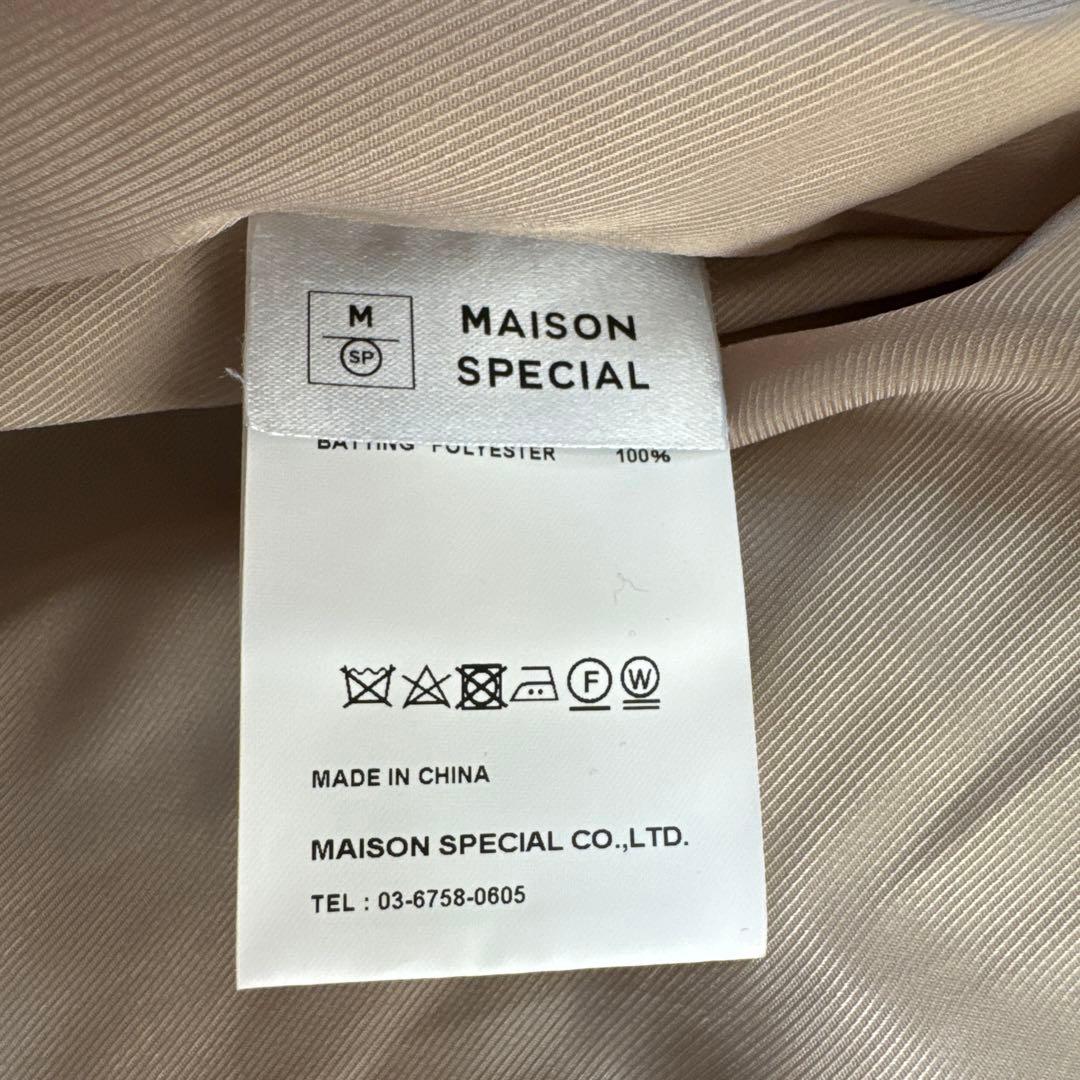 M
SP
MAISON
SPECIAL
BATTING POLYESTER 100%
F W
MADE IN CHINA
MAISON SPECIAL CO.,LTD.
TEL : 03-6758-0605